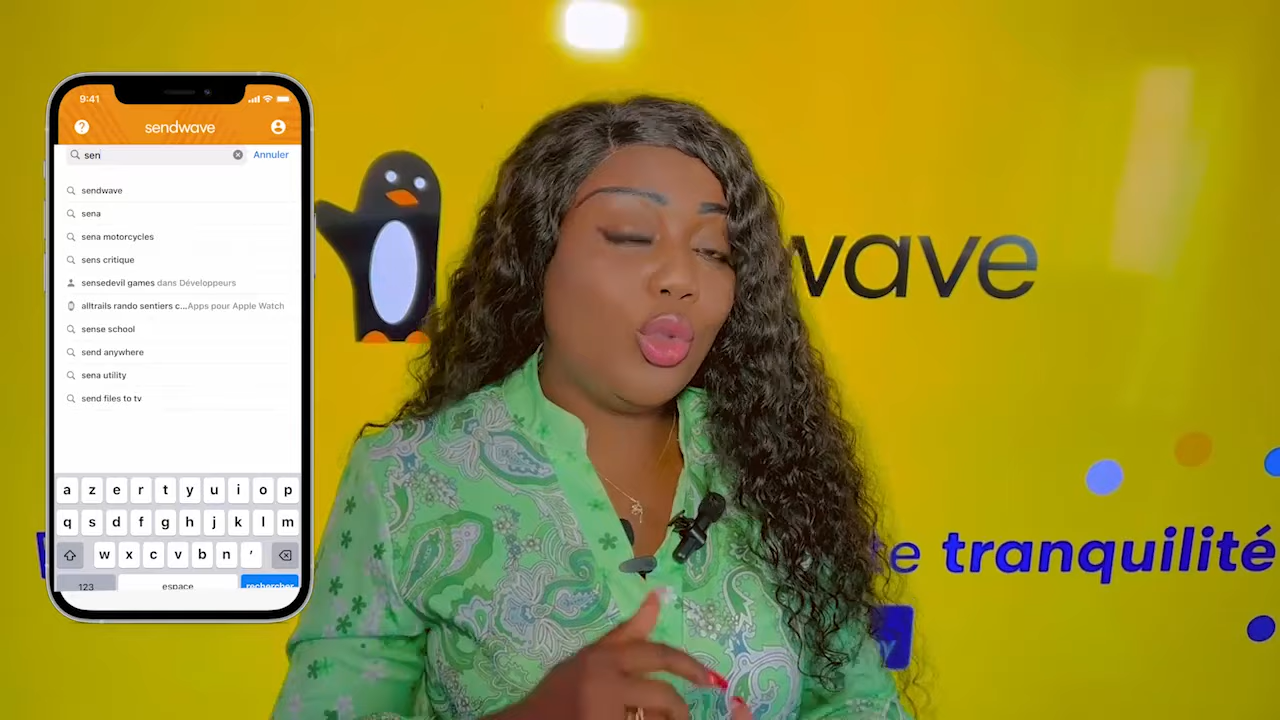 9:41
sendwave
sen
Annuler
sendwave
sena
sena motorcycles
sens critique
sensedevil games dans Développeurs
alltrails rando sentiers c...Apps pour Apple Watch
sense school
send anywhere
sena utility
send files to tv
a z e r t y u i o p
q s d f g h j k l m
w x c v b n ’
123 espace rechercher
wave
te tranquilité